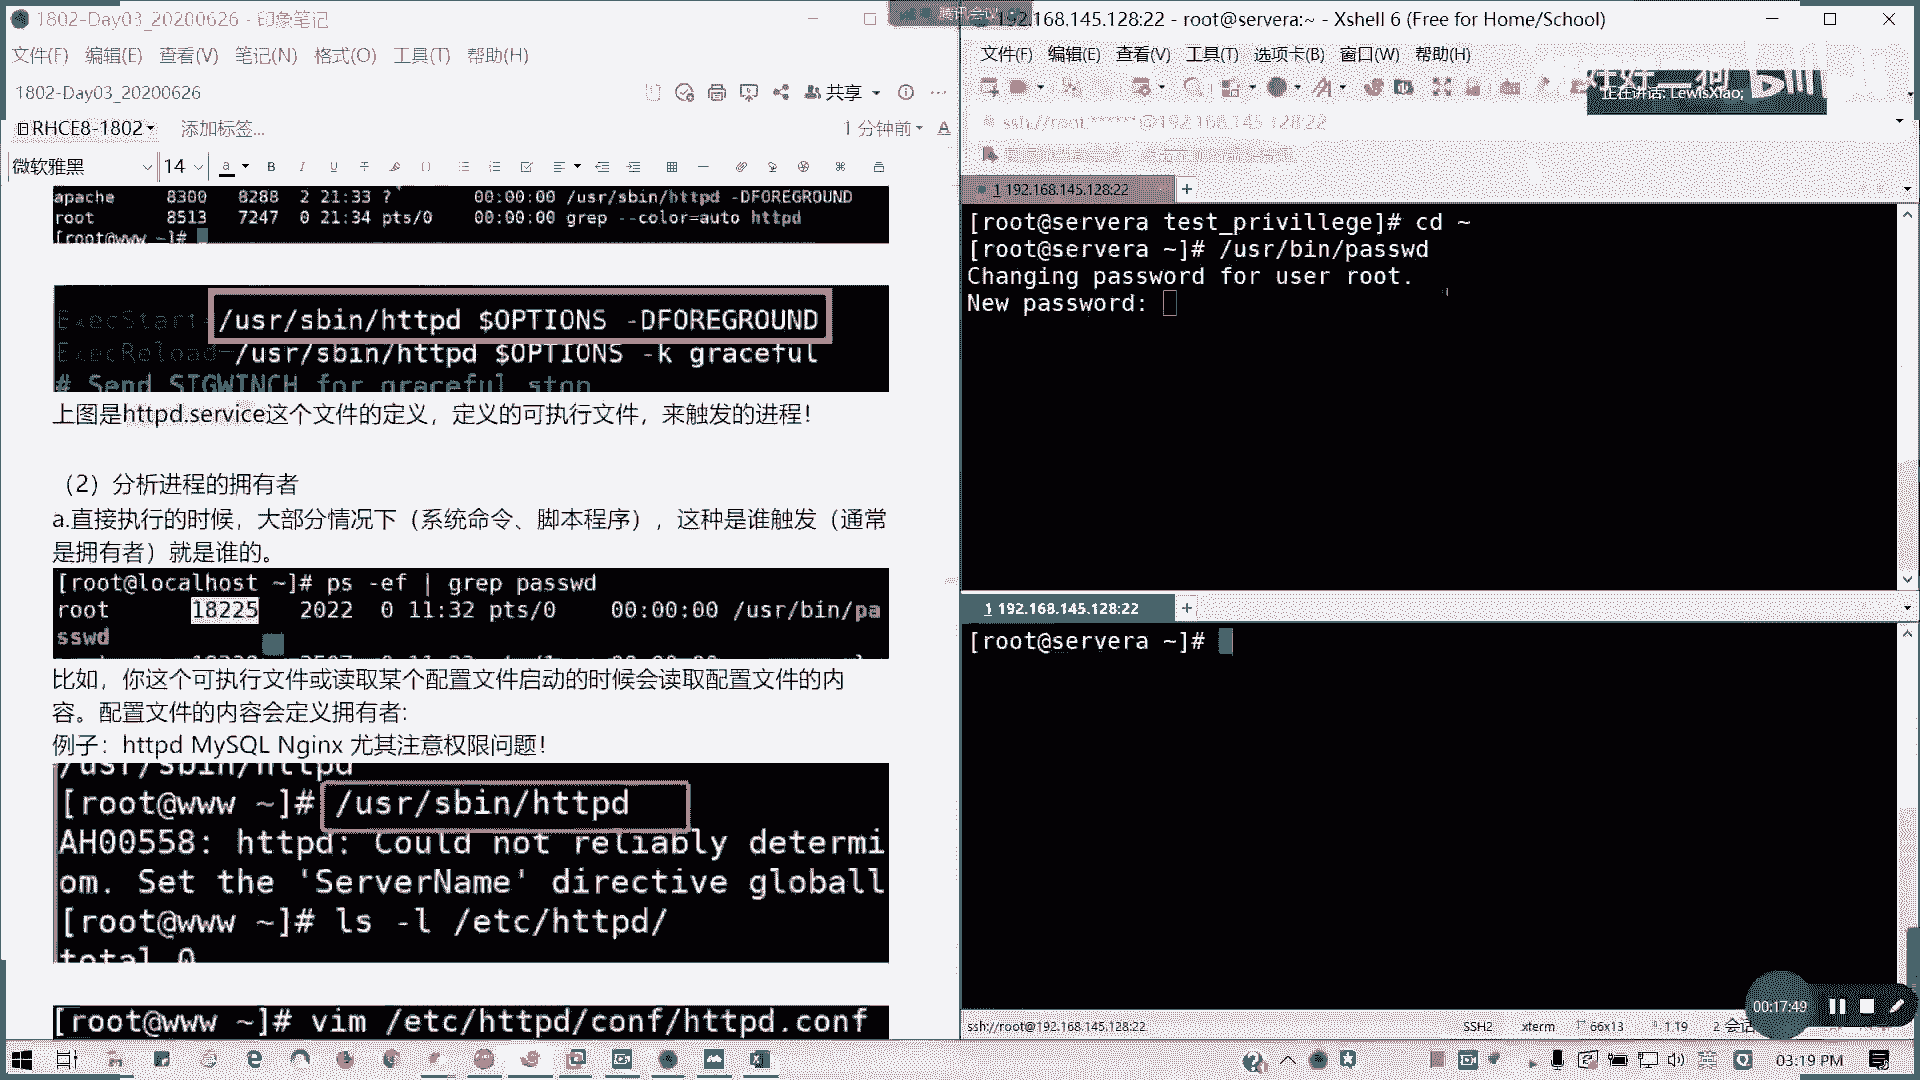 1802-Day03_20200626 - 印象笔记
文件(F) 编辑(E) 查看(V) 笔记(N) 格式(O) 工具(T) 帮助(H)
1802-Day03_20200626
共享
RHCE8-1802 添加标签...
1 分钟前
微软雅黑 14
apache 8300 8288 2 21:33 ? 00:00:00 /usr/sbin/httpd -DFOREGROUND
root 8513 7247 0 21:34 pts/0 00:00:00 grep --color=auto httpd
[root@www ~]#
ExecStart=/usr/sbin/httpd $OPTIONS -DFOREGROUND
ExecReload=/usr/sbin/httpd $OPTIONS -k graceful
# Send SIGWINCH for graceful stop
上图是httpd.service这个文件的定义，定义的可执行文件，来触发的进程！
（2）分析进程的拥有者
a.直接执行的时候，大部分情况下（系统命令、脚本程序），这种是谁触发（通常
是拥有者）就是谁的。
[root@localhost ~]# ps -ef | grep passwd
root 18225 2022 0 11:32 pts/0 00:00:00 /usr/bin/pa
sswd
比如，你这个可执行文件或读取某个配置文件启动的时候会读取配置文件的内
容。配置文件的内容会定义拥有者:
例子：httpd MySQL Nginx 尤其注意权限问题！
/usr/sbin/httpd
[root@www ~]# /usr/sbin/httpd
AH00558: httpd: Could not reliably determi
om. Set the 'ServerName' directive globall
[root@www ~]# ls -l /etc/httpd/
total 0
[root@www ~]# vim /etc/httpd/conf/httpd.conf
腾讯会议
192.168.145.128:22 - root@servera:~ - Xshell 6 (Free for Home/School)
文件(F) 编辑(E) 查看(V) 工具(T) 选项卡(B) 窗口(W) 帮助(H)
正在讲话: LewisXiao;
ssh://root:******@192.168.145.128:22
1 192.168.145.128:22
[root@servera test_privillege]# cd ~
[root@servera ~]# /usr/bin/passwd
Changing password for user root.
New password:
1 192.168.145.128:22
[root@servera ~]#
00:17:49
ssh://root@192.168.145.128:22 SSH2 xterm 66x13 1,19
03:19 PM